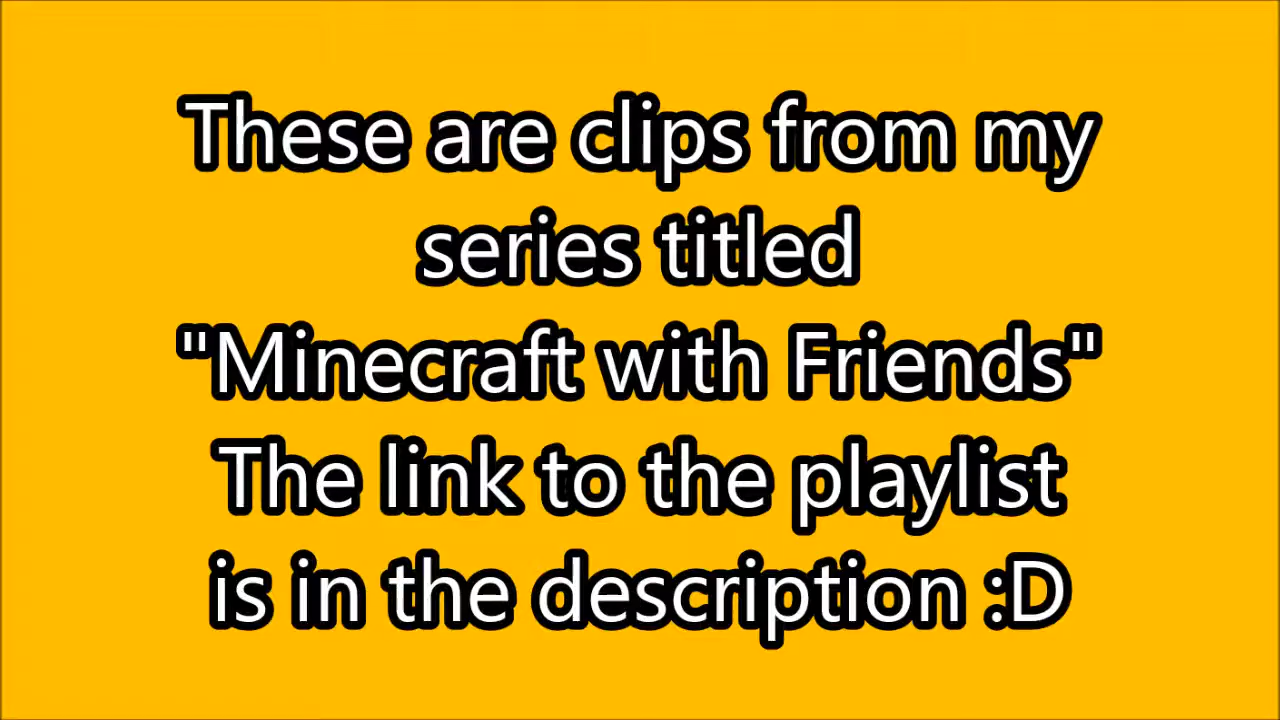 These are clips from my
series titled
"Minecraft with Friends"
The link to the playlist
is in the description :D